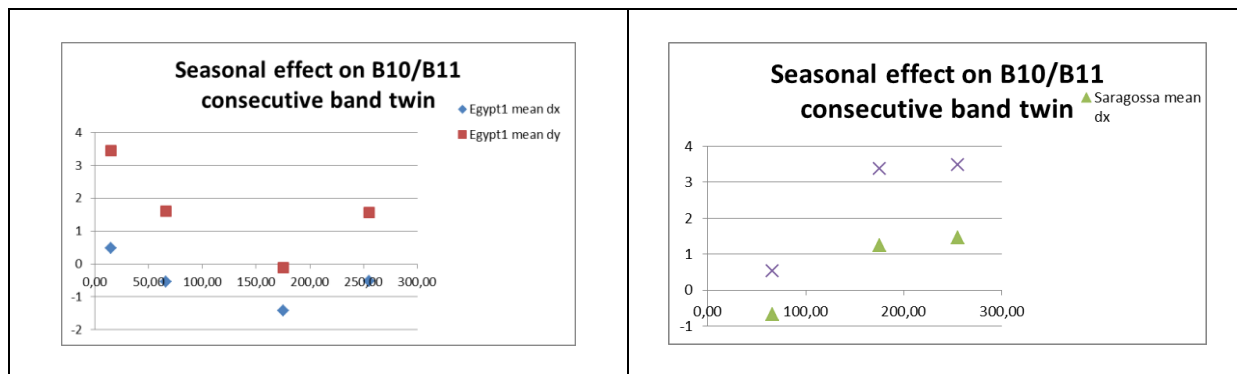 Seasonal effect on B10/B11
consecutive band twin
Egypt1 mean dx
Egypt1 mean dy
4
3
2
1
0
0,00 50,00 100,00 150,00 200,00 250,00 300,00
-1
-2
Seasonal effect on B10/B11
consecutive band twin
Saragossa mean
dx
4
3
2
1
0
0,00 100,00 200,00 300,00
-1